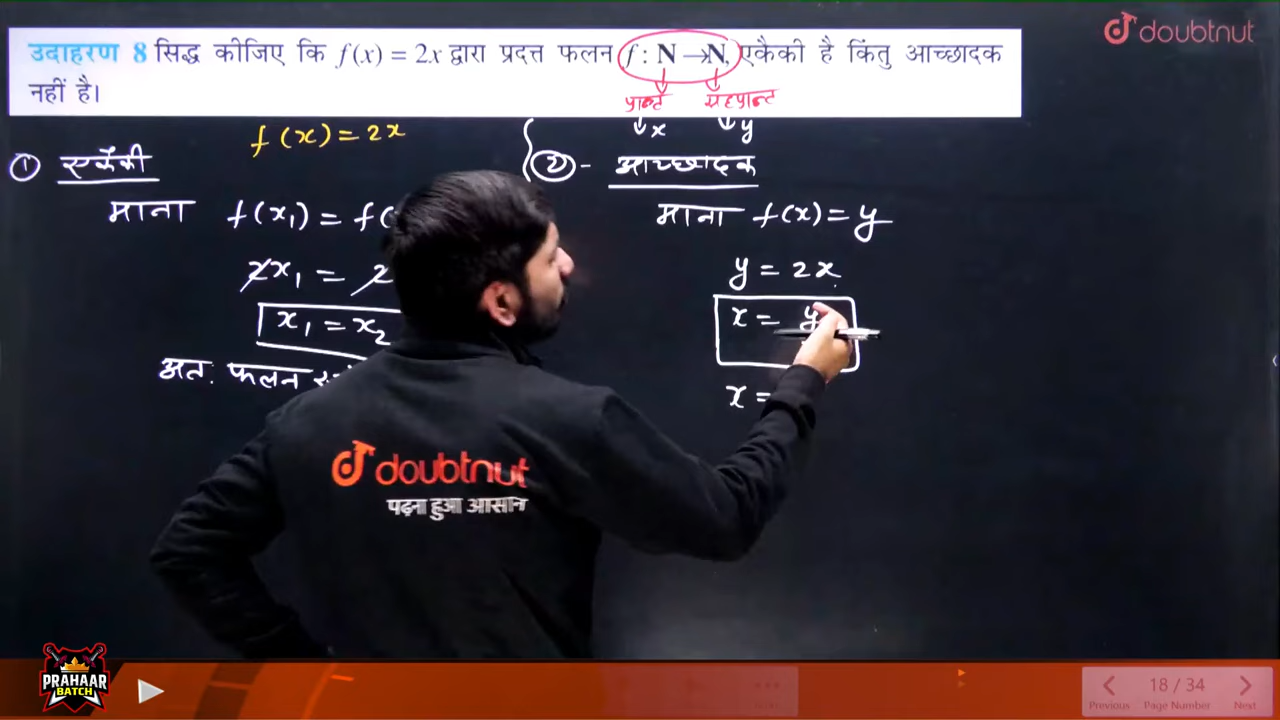 doubtnut
उदाहरण 8 सिद्ध कीजिए कि f(x) = 2x द्वारा प्रदत्त फलन f : N → N, एकैकी है किंतु आच्छादक
नहीं है।
प्रान्त सहप्रान्त
↓ x ↓ y
f(x) = 2x
① एकैकी
माना f(x₁) = f(
2x₁ = 2
x₁ = x₂
अतः फलन
② - आच्छादक
माना f(x) = y
y = 2x
x = y
x =
doubtnut
पढ़ना हुआ आसान
PRAHAAR
BATCH
18 / 34
Previous Page Number Next